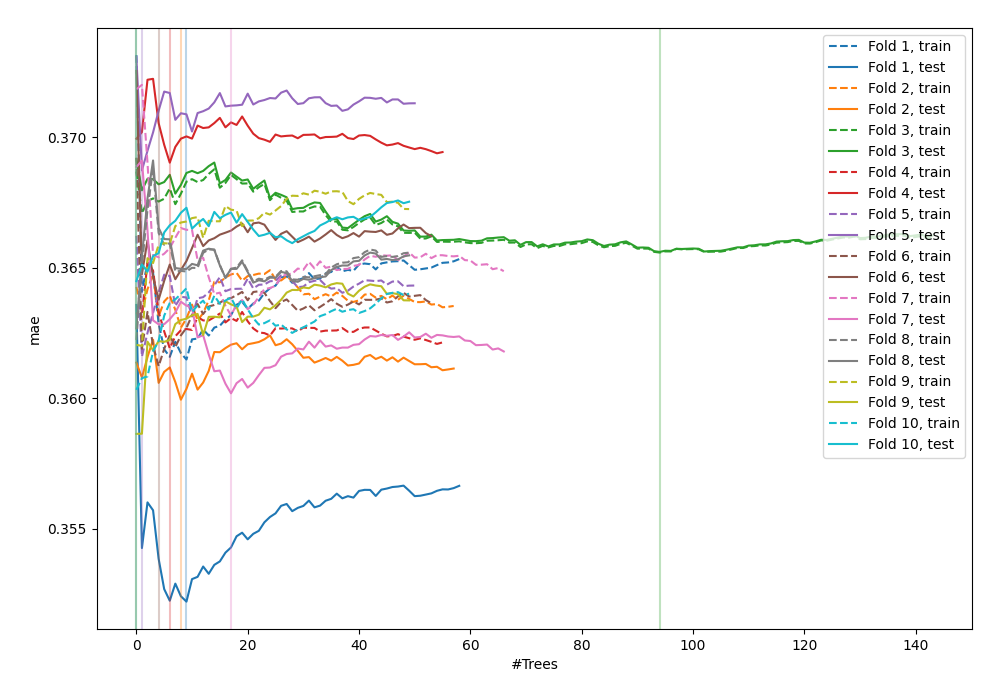 mae
0.370
0.365
0.360
0.355
0
20
40
60
80
100
120
140
#Trees
Fold 1, train
Fold 1, test
Fold 2, train
Fold 2, test
Fold 3, train
Fold 3, test
Fold 4, train
Fold 4, test
Fold 5, train
Fold 5, test
Fold 6, train
Fold 6, test
Fold 7, train
Fold 7, test
Fold 8, train
Fold 8, test
Fold 9, train
Fold 9, test
Fold 10, train
Fold 10, test